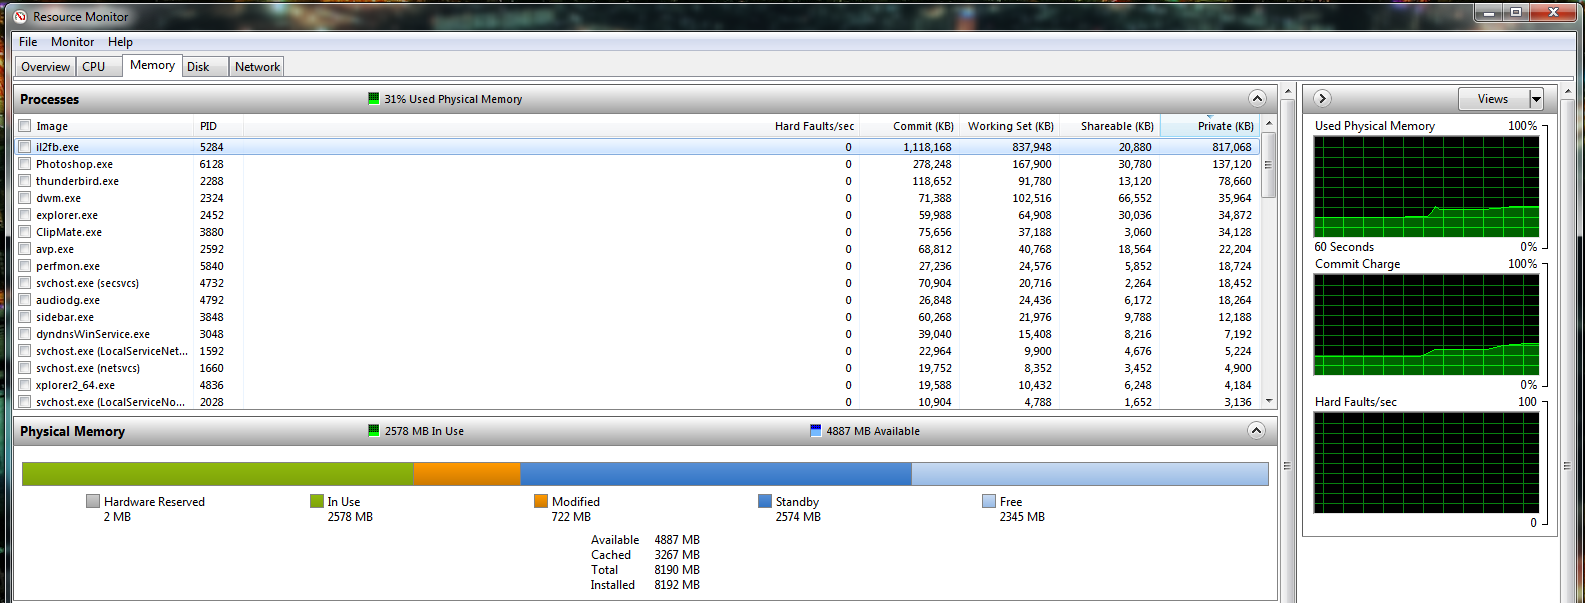 Resource Monitor
File Monitor Help
Overview CPU Memory Disk Network
Processes 31% Used Physical Memory
Image PID Hard Faults/sec Commit (KB) Working Set (KB) Shareable (KB) Private (KB)
il2fb.exe 5284 0 1,118,168 837,948 20,880 817,068
Photoshop.exe 6128 0 278,248 167,900 30,780 137,120
thunderbird.exe 2288 0 118,652 91,780 13,120 78,660
dwm.exe 2324 0 71,388 102,516 66,552 35,964
explorer.exe 2452 0 59,988 64,908 30,036 34,872
ClipMate.exe 3880 0 75,656 37,188 3,060 34,128
avp.exe 2592 0 68,812 40,768 18,564 22,204
perfmon.exe 5840 0 27,236 24,576 5,852 18,724
svchost.exe (secsvcs) 4732 0 70,904 20,716 2,264 18,452
audiodg.exe 4792 0 26,848 24,436 6,172 18,264
sidebar.exe 3848 0 60,268 21,976 9,788 12,188
dyndnsWinService.exe 3048 0 39,040 15,408 8,216 7,192
svchost.exe (LocalServiceNet... 1592 0 22,964 9,900 4,676 5,224
svchost.exe (netsvcs) 1660 0 19,752 8,352 3,452 4,900
xplorer2_64.exe 4836 0 19,588 10,432 6,248 4,184
svchost.exe (LocalServiceNo... 2028 0 10,904 4,788 1,652 3,136
Physical Memory 2578 MB In Use 4887 MB Available
Hardware Reserved In Use Modified Standby Free
2 MB 2578 MB 722 MB 2574 MB 2345 MB
Available 4887 MB
Cached 3267 MB
Total 8190 MB
Installed 8192 MB
Views
Used Physical Memory 100%
60 Seconds 0%
Commit Charge 100%
0%
Hard Faults/sec 100
0